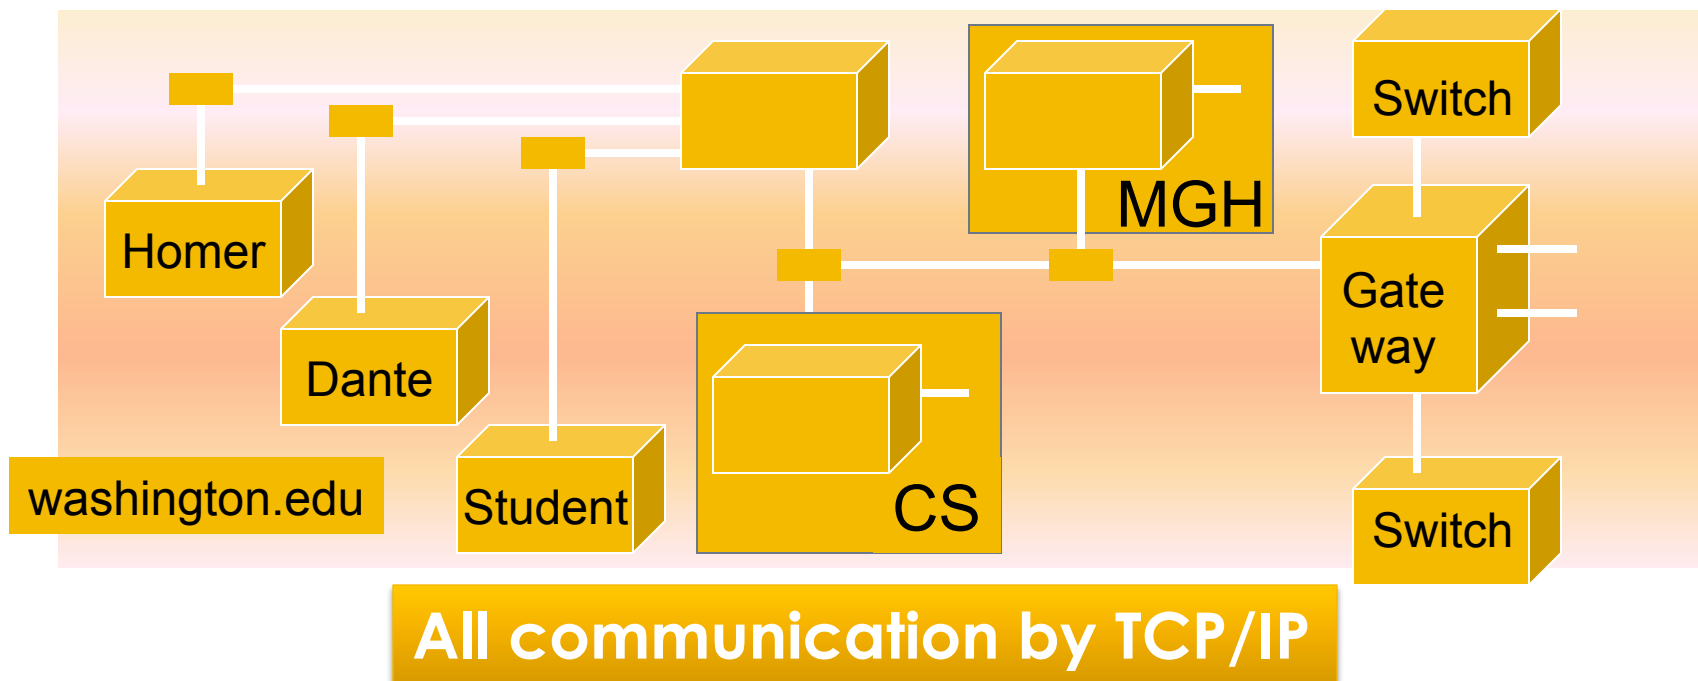 Switch
MGH
Homer
Gate
way
Dante
washington.edu
Student
CS
Switch
All communication by TCP/IP